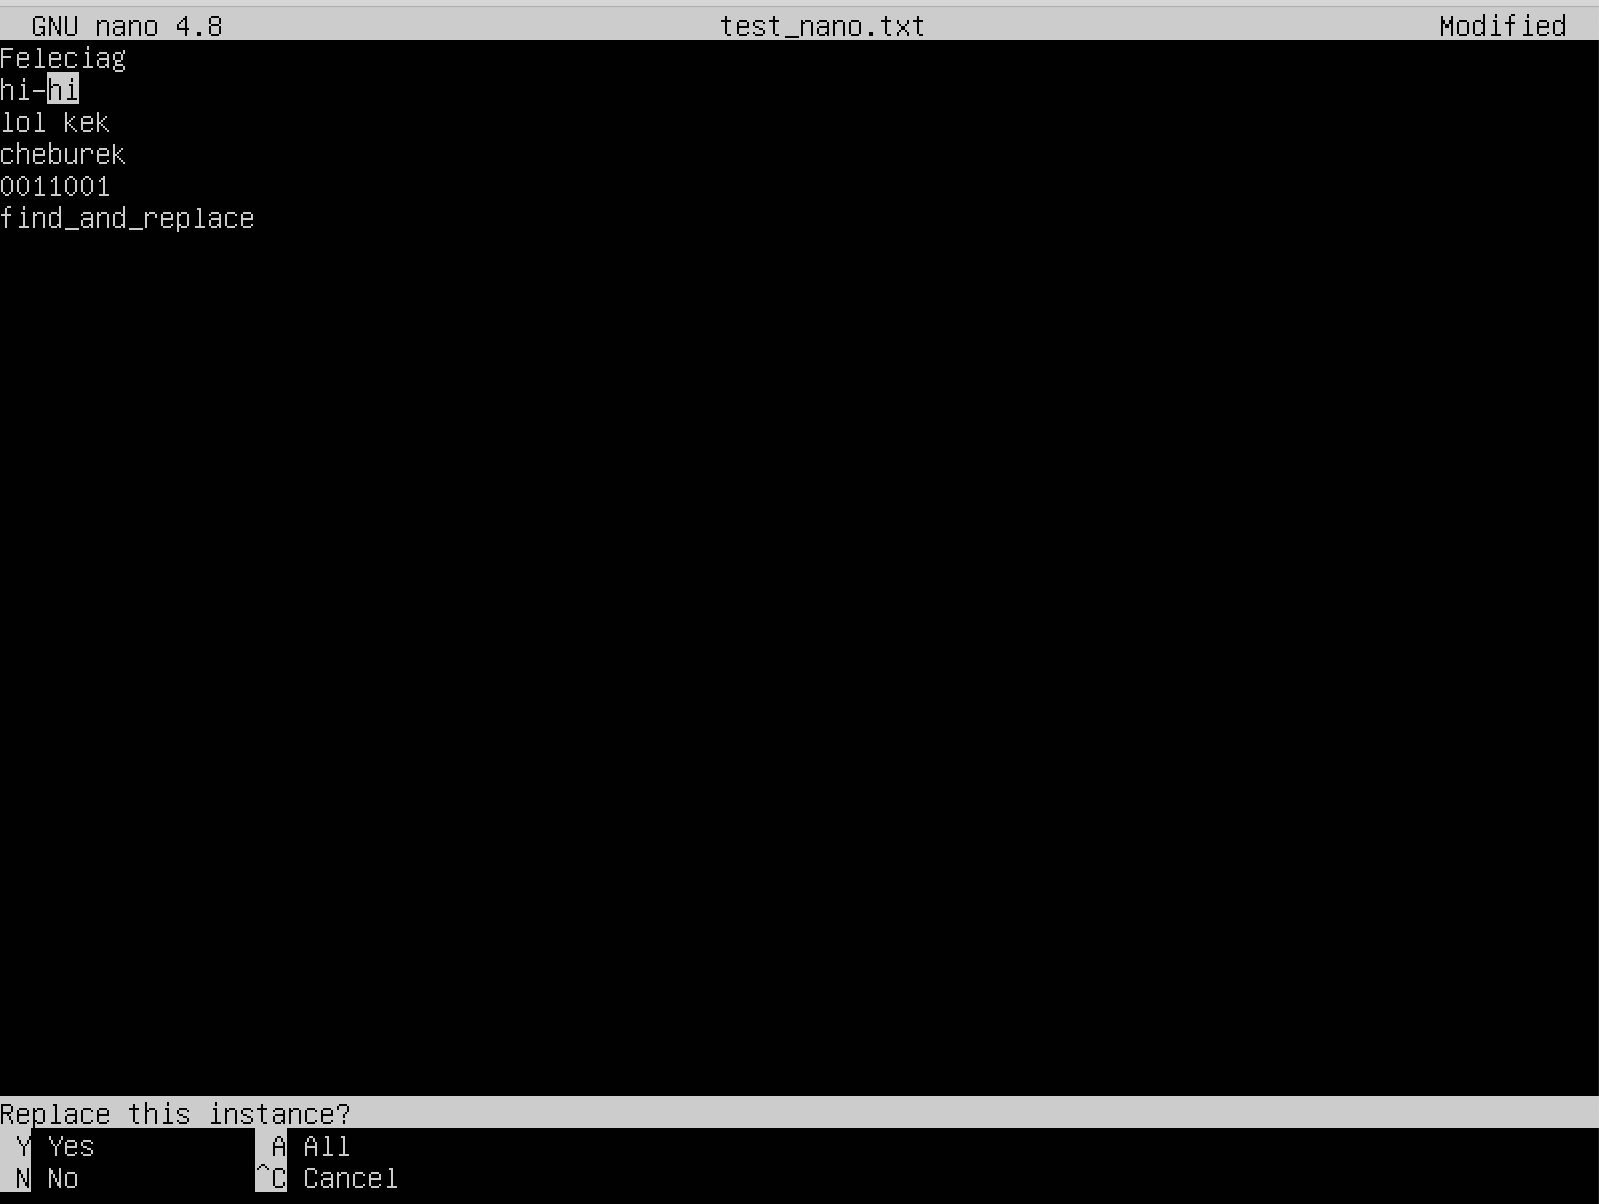 GNU nano 4.8 test_nano.txt Modified
Feleciag
hi-hi
lol kek
cheburek
0011001
find_and_replace
Replace this instance?
Y Yes A All
N No ^C Cancel